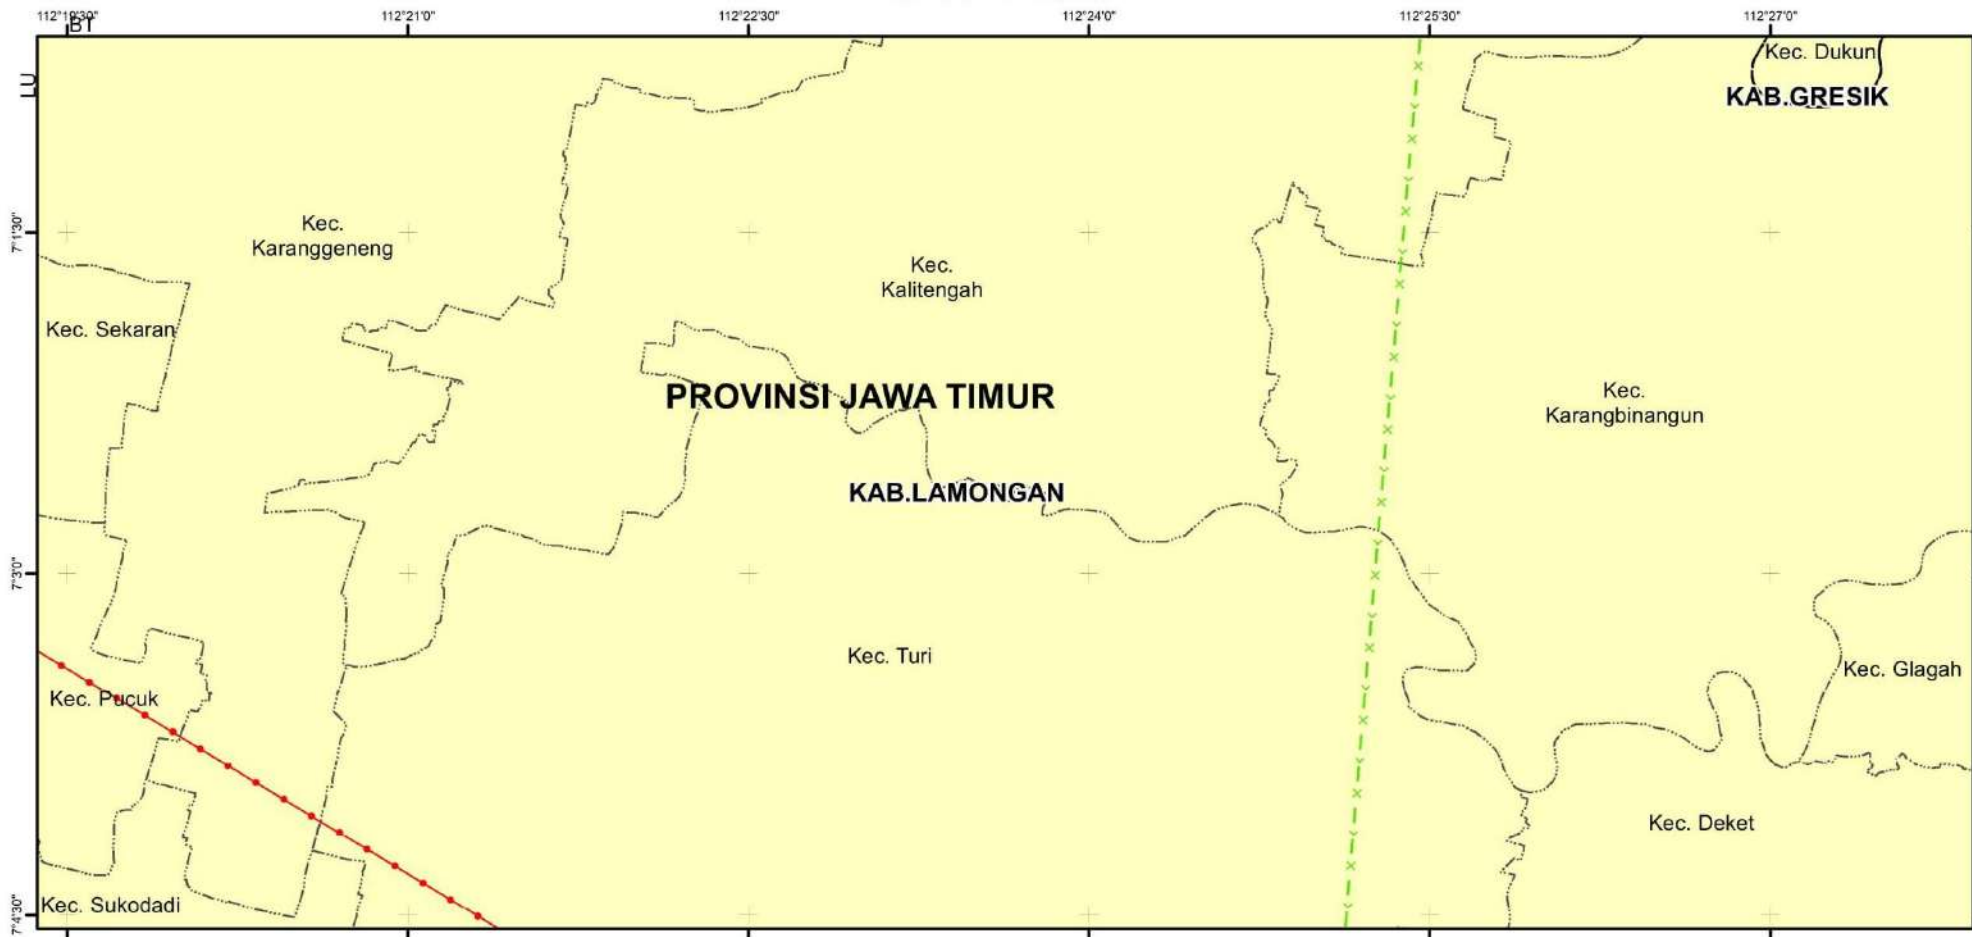 112°19'30"
112°21'0"
112°22'30"
112°24'0"
112°25'30"
112°27'0"
BT
LU
Kec. Dukun
KAB.GRESIK
7°1'30"
Kec.
Karanggeneng
Kec.
Kalitengah
Kec. Sekaran
PROVINSI JAWA TIMUR
Kec.
Karangbinangun
KAB.LAMONGAN
7°3'0"
Kec. Turi
Kec. Glagah
Kec. Pucuk
Kec. Deket
Kec. Sukodadi
7°4'30"